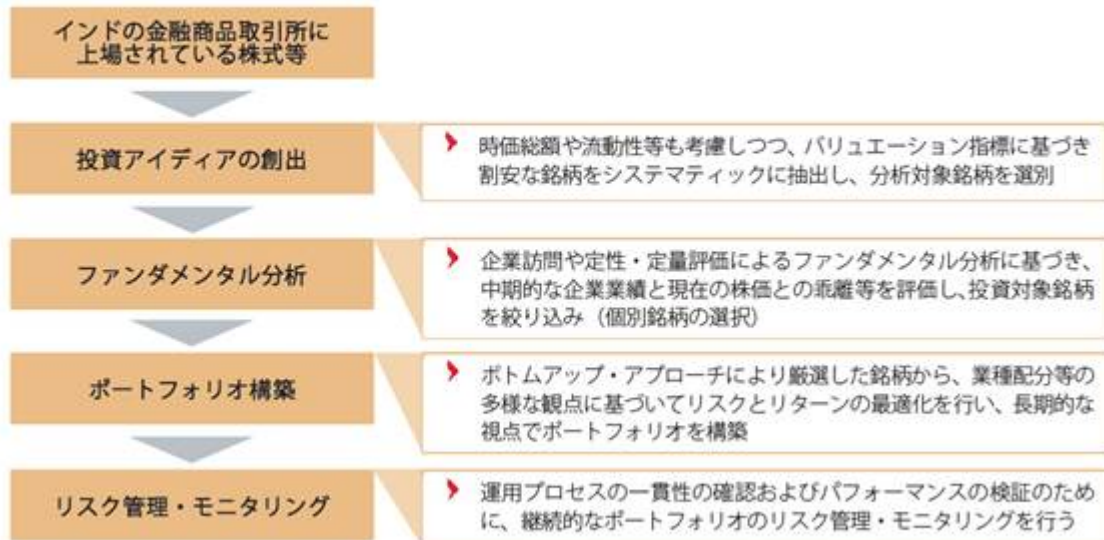 インドの金融商品取引所に
上場されている株式等
投資アイディアの創出
時価総額や流動性等も考慮しつつ、バリュエーション指標に基づき
割安な銘柄をシステマティックに抽出し、分析対象銘柄を選別
ファンダメンタル分析
企業訪問や定性・定量評価によるファンダメンタル分析に基づき、
中期的な企業業績と現在の株価との乖離等を評価し、投資対象銘柄
を絞り込み（個別銘柄の選択）
ポートフォリオ構築
ボトムアップ・アプローチにより厳選した銘柄から、業種配分等の
多様な観点に基づいてリスクとリターンの最適化を行い、長期的な
視点でポートフォリオを構築
リスク管理・モニタリング
運用プロセスの一貫性の確認およびパフォーマンスの検証のため
に、継続的なポートフォリオのリスク管理・モニタリングを行う